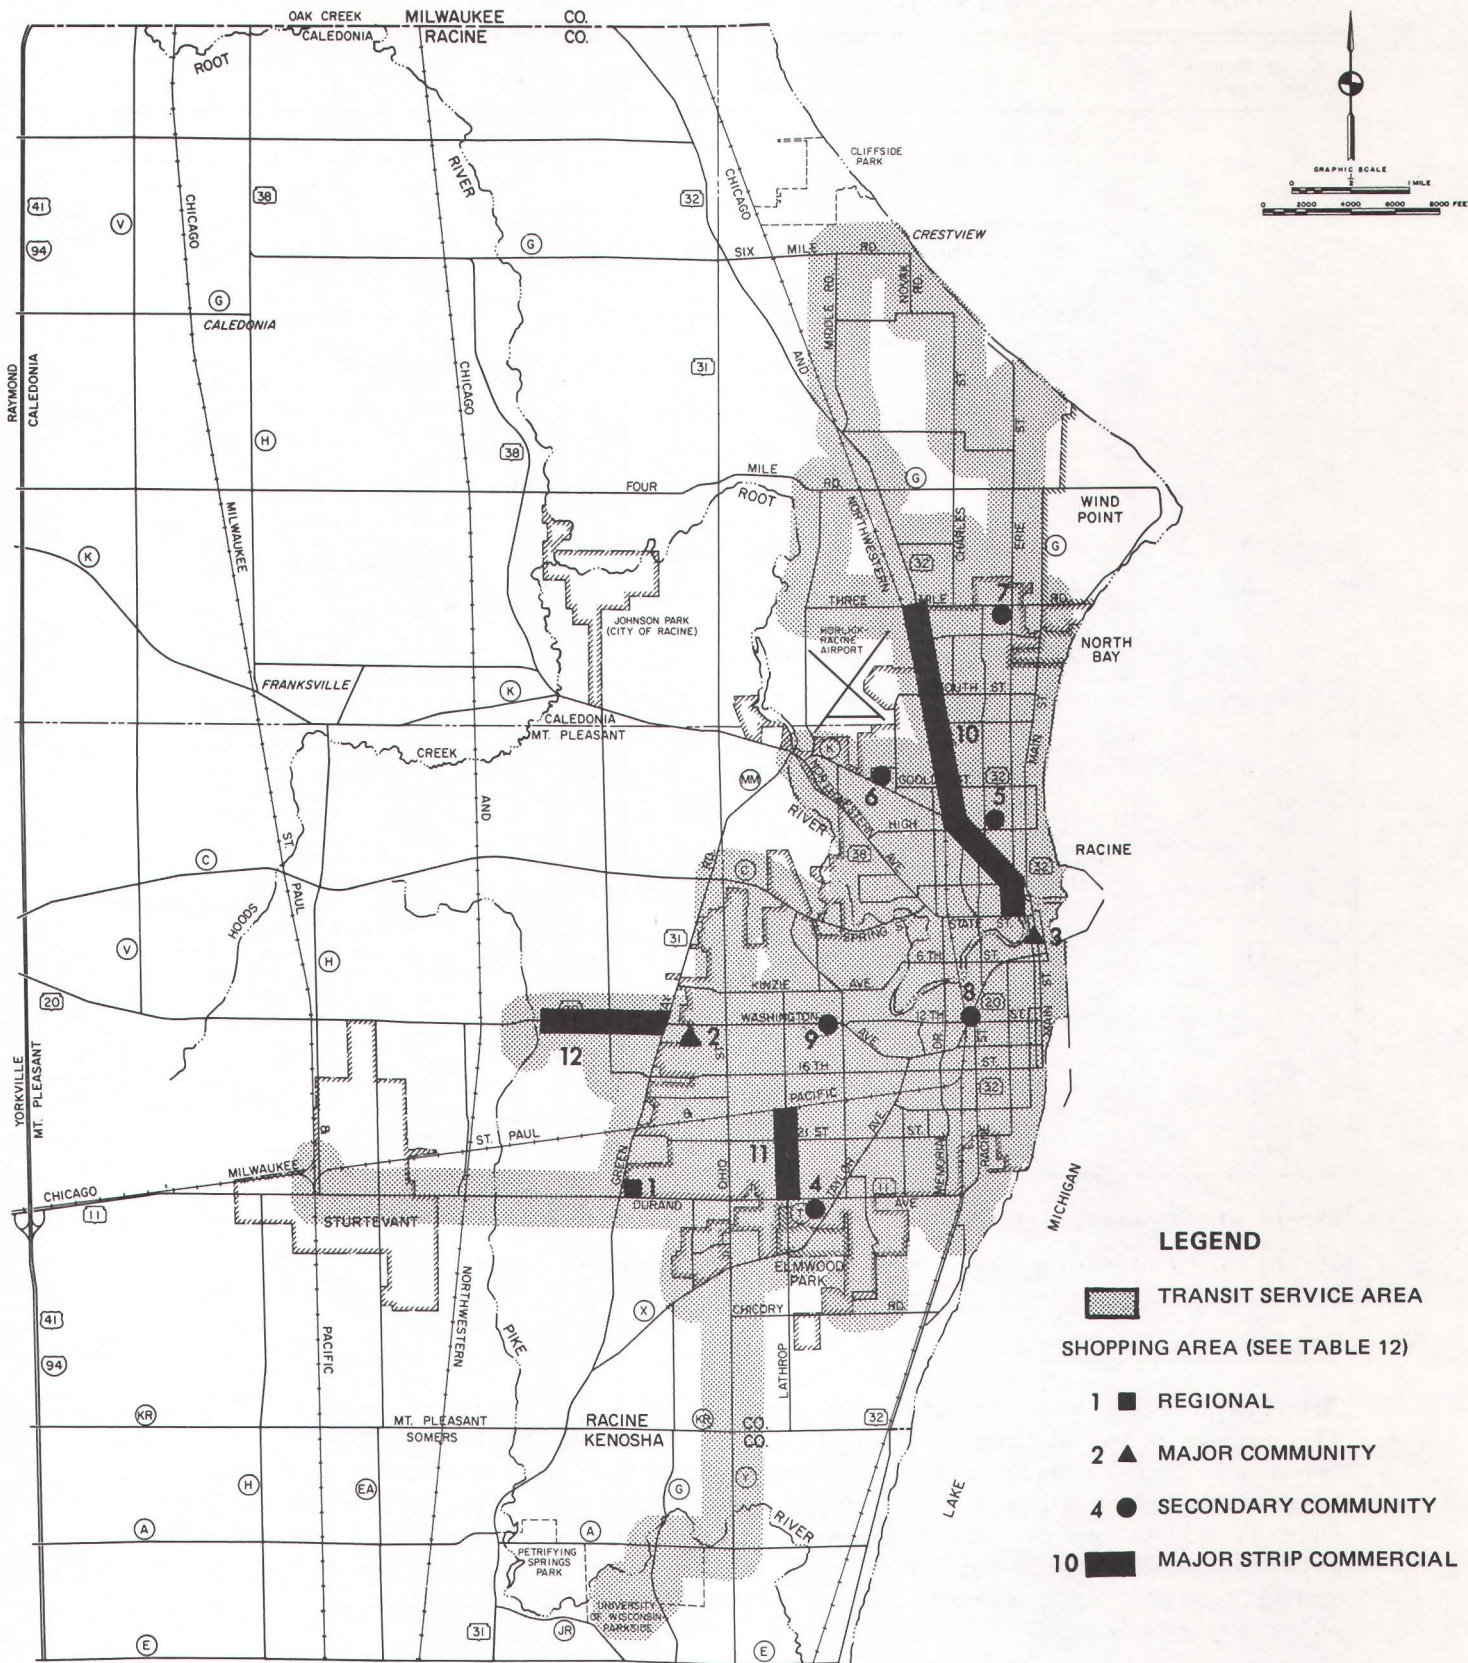 OAK CREEK
MILWAUKEE CO.
CALEDONIA
RACINE CO.
ROOT
RIVER
CLIFFSIDE
PARK
GRAPHIC SCALE
0 1/2 1 MILE
0 2000 4000 6000 8000 FEET
41
94
V
CHICAGO
38
32
CHICAGO
CRESTVIEW
G
SIX MILE RD.
MIDDLE RD.
NOVAK RD.
G
CALEDONIA
RAYMOND
CALEDONIA
CHICAGO
31
AND
ST.
ST.
H
38
MILE
FOUR
RD.
G
ROOT
WIND
POINT
MILWAUKEE
NORTHWESTERN
CHARLES
ERIE
G
K
32
THREE MILE RD.
7
JOHNSON PARK
(CITY OF RACINE)
HORLICK-
RACINE
AIRPORT
NORTH
BAY
FRANKSVILLE
K
SOUTH ST.
ST.
CALEDONIA
MT. PLEASANT
CREEK
K
10
MAIN
MM
6
GOOLD ST.
32
5
AND
NORTHWESTERN
RIVER
HIGH
AVE.
38
RACINE
ST.
C
RD.
C
32
PAUL
HOODS
SPRING ST.
STATE
3
V
31
6TH ST.
H
KINZIE AVE.
ST.
20
8
20
WAY
WASHINGTON
AVE.
12TH ST.
MAIN
12
2
9
DR.
ST.
ST.
16TH ST.
YORKVILLE
MT. PLEASANT
PACIFIC
32
&
&
ST. PAUL
21 ST. ST.
AVE.
11
MILWAUKEE
GREEN
OHIO
TAYLOR
MEMORIAL
RACINE
CHICAGO
1
4
11
DURAND AVE
11
T
STURTEVANT
MICHIGAN
LEGEND
TRANSIT SERVICE AREA
SHOPPING AREA (SEE TABLE 12)
1 REGIONAL
2 MAJOR COMMUNITY
4 SECONDARY COMMUNITY
10 MAJOR STRIP COMMERCIAL
ELMWOOD
PARK
NORTHWESTERN
X
CHICORY RD.
41
94
PACIFIC
PIKE
LATHROP
KR
MT. PLEASANT
SOMERS
RACINE CO.
KENOSHA CO.
KR
32
H
EA
G
Y
LAKE
A
A
RIVER
PETRIFYING
SPRINGS
PARK
UNIVERSITY
OF WISCONSIN-
PARKSIDE
E
31
JR
E